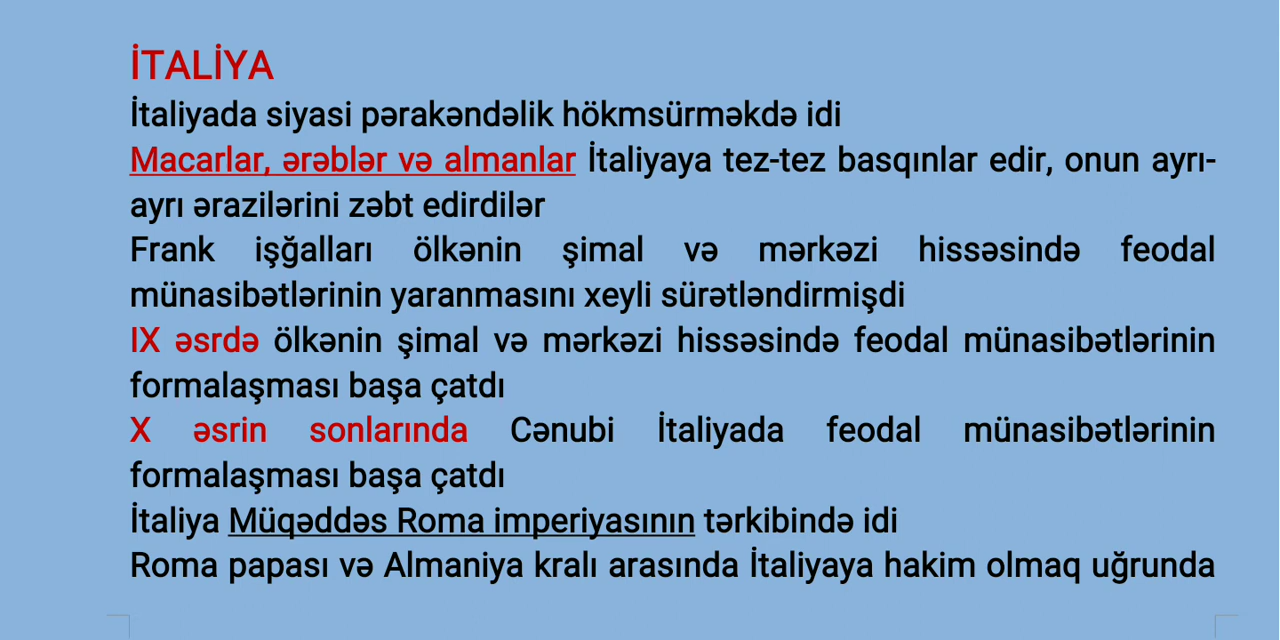 İTALİYA
İtaliyada siyasi pərakəndəlik hökmsürməkdə idi
Macarlar, ərəblər və almanlar İtaliyaya tez-tez basqınlar edir, onun ayrı-
ayrı ərazilərini zəbt edirdilər
Frank işğalları ölkənin şimal və mərkəzi hissəsində feodal
münasibətlərinin yaranmasını xeyli sürətləndirmişdi
IX əsrdə ölkənin şimal və mərkəzi hissəsində feodal münasibətlərinin
formalaşması başa çatdı
X əsrin sonlarında Cənubi İtaliyada feodal münasibətlərinin
formalaşması başa çatdı
İtaliya Müqəddəs Roma imperiyasının tərkibində idi
Roma papası və Almaniya kralı arasında İtaliyaya hakim olmaq uğrunda